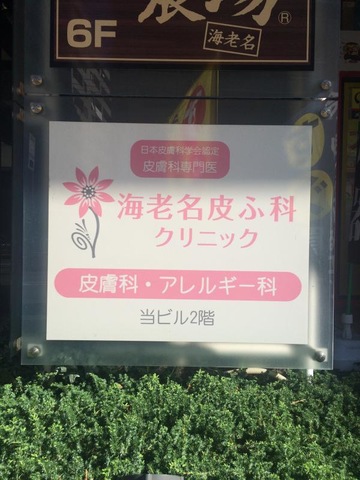 農場®
6F
海老名
日本皮膚科学会認定
皮膚科専門医
海老名皮ふ科
クリニック
皮膚科・アレルギー科
当ビル2階